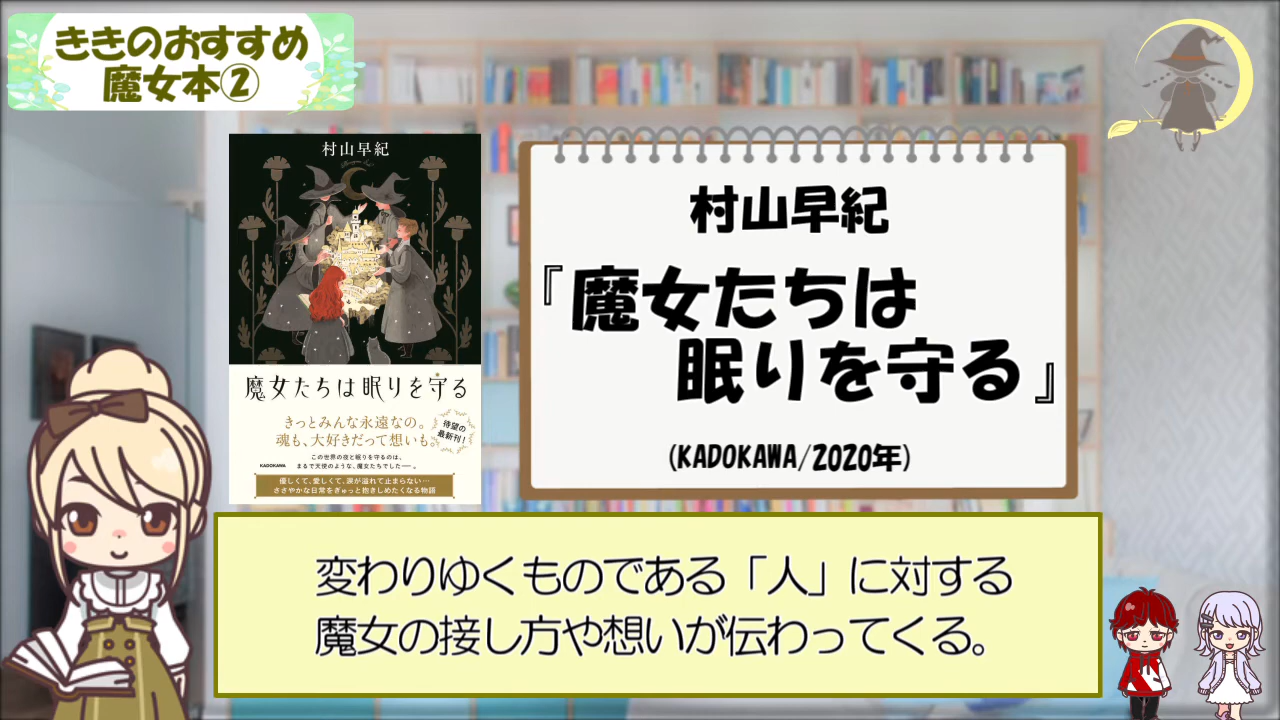 ききのおすすめ
魔女本②
村山早紀
魔女たちは眠りを守る
きっとみんな永遠なの。
魂も、大好きだって想いも。
待望の
最新刊！
この世界の夜と眠りを守るのは、
まるで天使のような、魔女たちでした──。
KADOKAWA
優しくて、愛しくて、涙が溢れて止まらない…
ささやかな日常をぎゅっと抱きしめたくなる物語
村山早紀
『魔女たちは
眠りを守る』
(KADOKAWA/2020年)
変わりゆくものである「人」に対する
魔女の接し方や想いが伝わってくる。